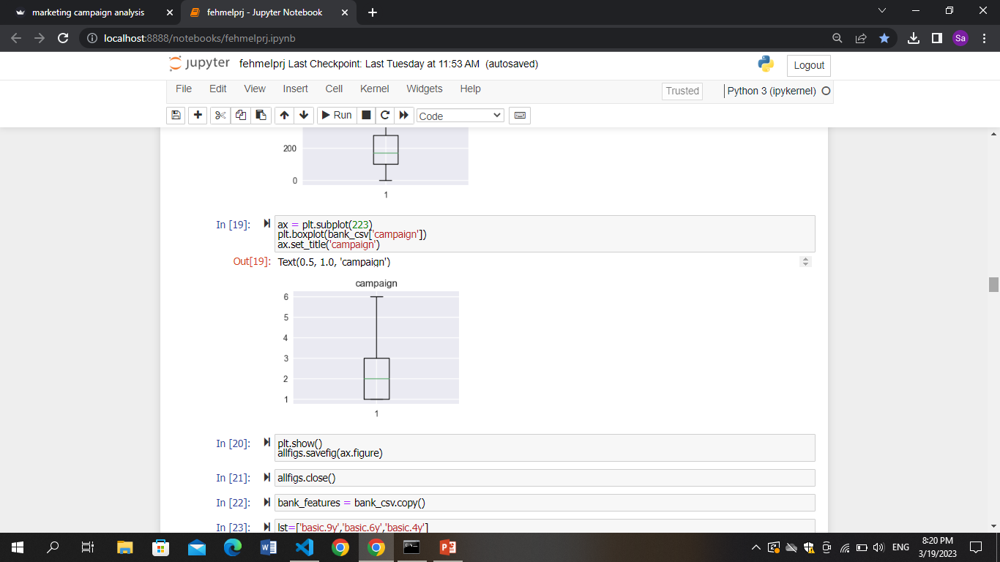 marketing campaign analysis
fehmelprj - Jupyter Notebook
localhost:8888/notebooks/fehmelprj.ipynb
Sa
jupyter fehmelprj Last Checkpoint: Last Tuesday at 11:53 AM (autosaved)
Logout
File Edit View Insert Cell Kernel Widgets Help
Trusted
Python 3 (ipykernel)
Run
Code
200
0
1
In [19]:
ax = plt.subplot(223)
plt.boxplot(bank_csv['campaign'])
ax.set_title('campaign')
Out[19]: Text(0.5, 1.0, 'campaign')
campaign
6
5
4
3
2
1
1
In [20]:
plt.show()
allfigs.savefig(ax.figure)
In [21]: allfigs.close()
In [22]: bank_features = bank_csv.copy()
In [23]: lst=['basic.9y','basic.6y','basic.4y']
ENG
8:20 PM
3/19/2023